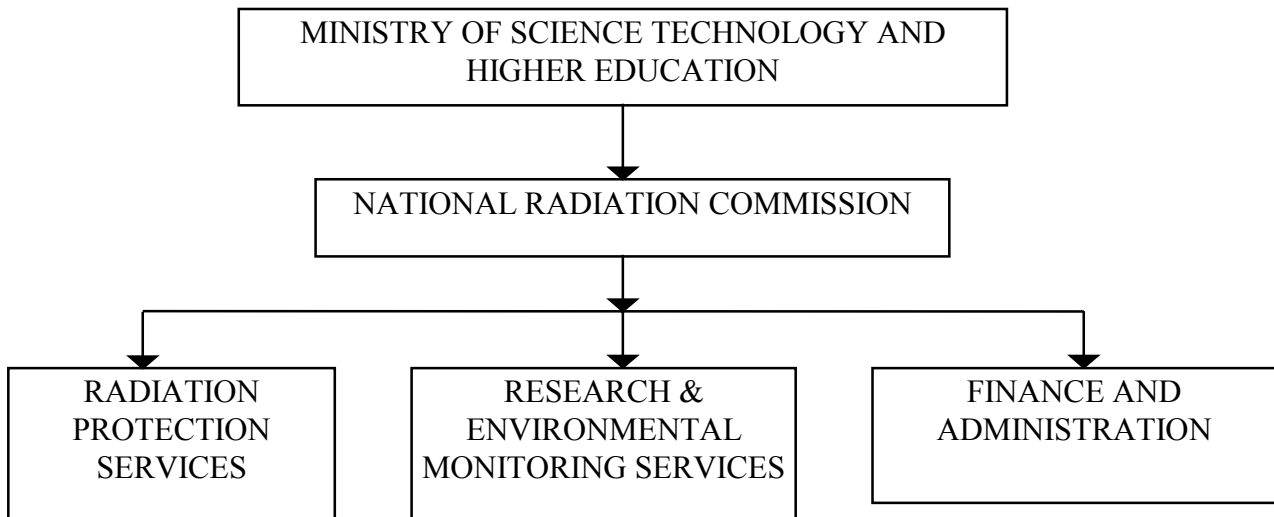 MINISTRY OF SCIENCE TECHNOLOGY AND
HIGHER EDUCATION
NATIONAL RADIATION COMMISSION
RADIATION
PROTECTION
SERVICES
RESEARCH &
ENVIRONMENTAL
MONITORING SERVICES
FINANCE AND
ADMINISTRATION